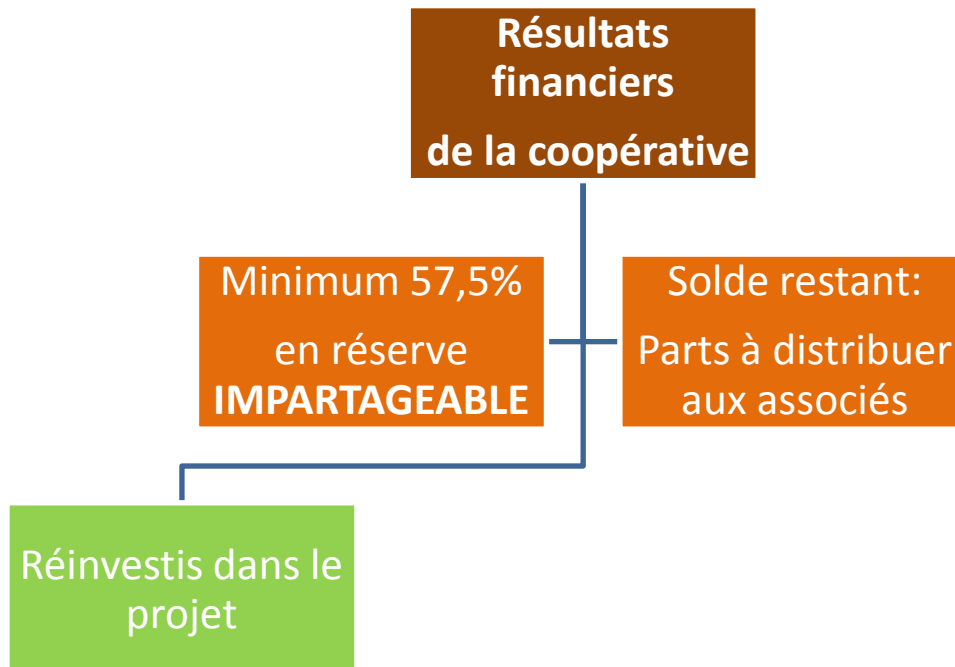 Résultats
financiers
de la coopérative
Minimum 57,5%
en réserve
IMPARTAGEABLE
Solde restant:
Parts à distribuer
aux associés
Réinvestis dans le
projet